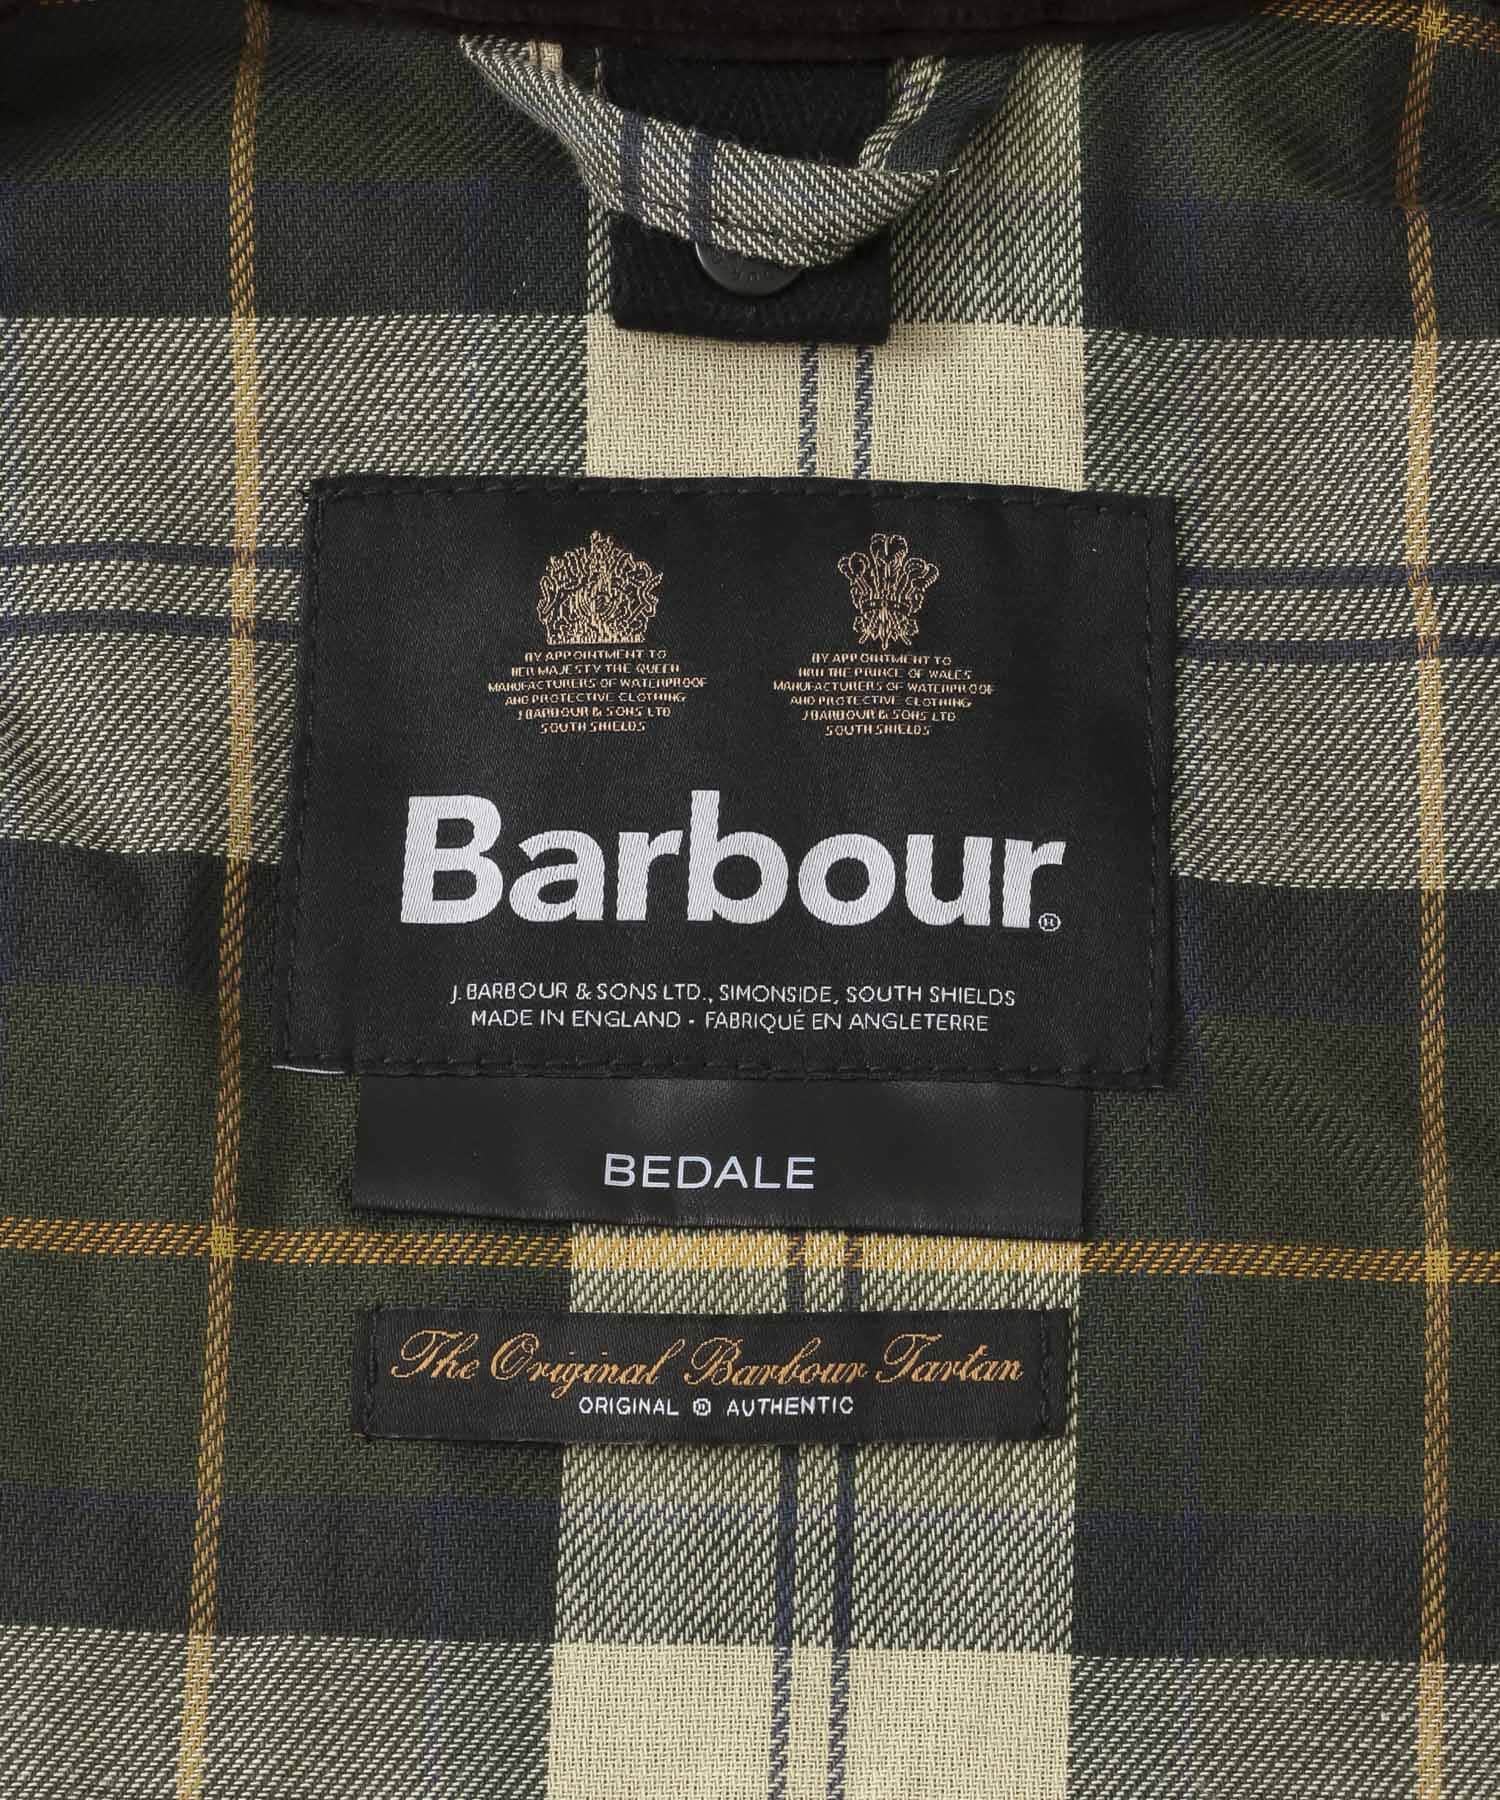 BY APPOINTMENT TO
HER MAJESTY THE QUEEN
MANUFACTURERS OF WATERPROOF
AND PROTECTIVE CLOTHING
J BARBOUR & SONS LTD
SOUTH SHIELDS
BY APPOINTMENT TO
HRH THE PRINCE OF WALES
MANUFACTURERS OF WATERPROOF
AND PROTECTIVE CLOTHING
J BARBOUR & SONS LTD
SOUTH SHIELDS
Barbour®
J. BARBOUR & SONS LTD., SIMONSIDE, SOUTH SHIELDS
MADE IN ENGLAND - FABRIQUÉ EN ANGLETERRE
BEDALE
The Original Barbour Tartan
ORIGINAL ® AUTHENTIC